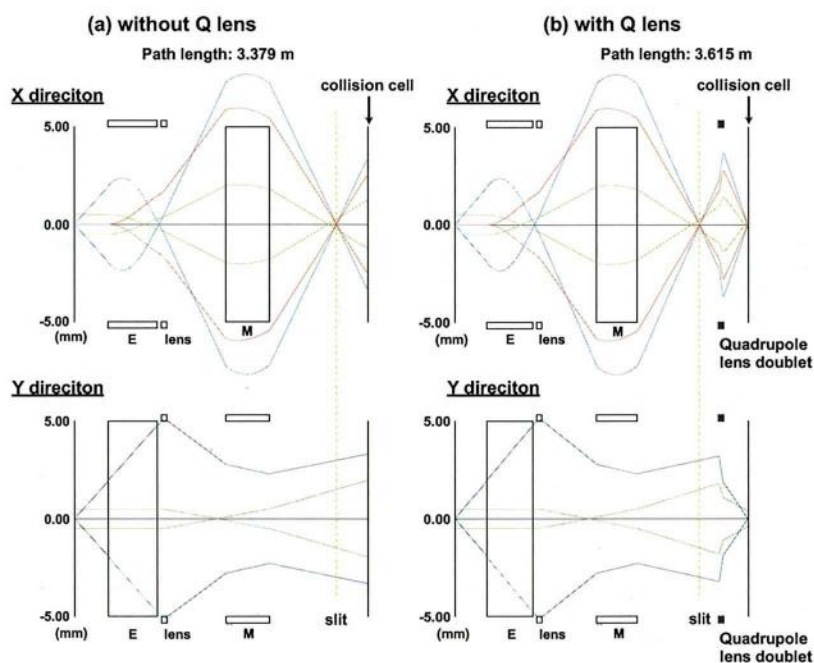 (a) without Q lens
(b) with Q lens
Path length: 3.379 m
Path length: 3.615 m
X direciton
collision cell
X direciton
collision cell
5.00
5.00
0.00
0.00
-5.00
-5.00
(mm)
E
lens
M
(mm)
E
lens
M
Quadrupole
lens doublet
Y direciton
Y direciton
5.00
5.00
0.00
0.00
-5.00
-5.00
(mm)
E
lens
M
slit
(mm)
E
lens
M
slit
Quadrupole
lens doublet